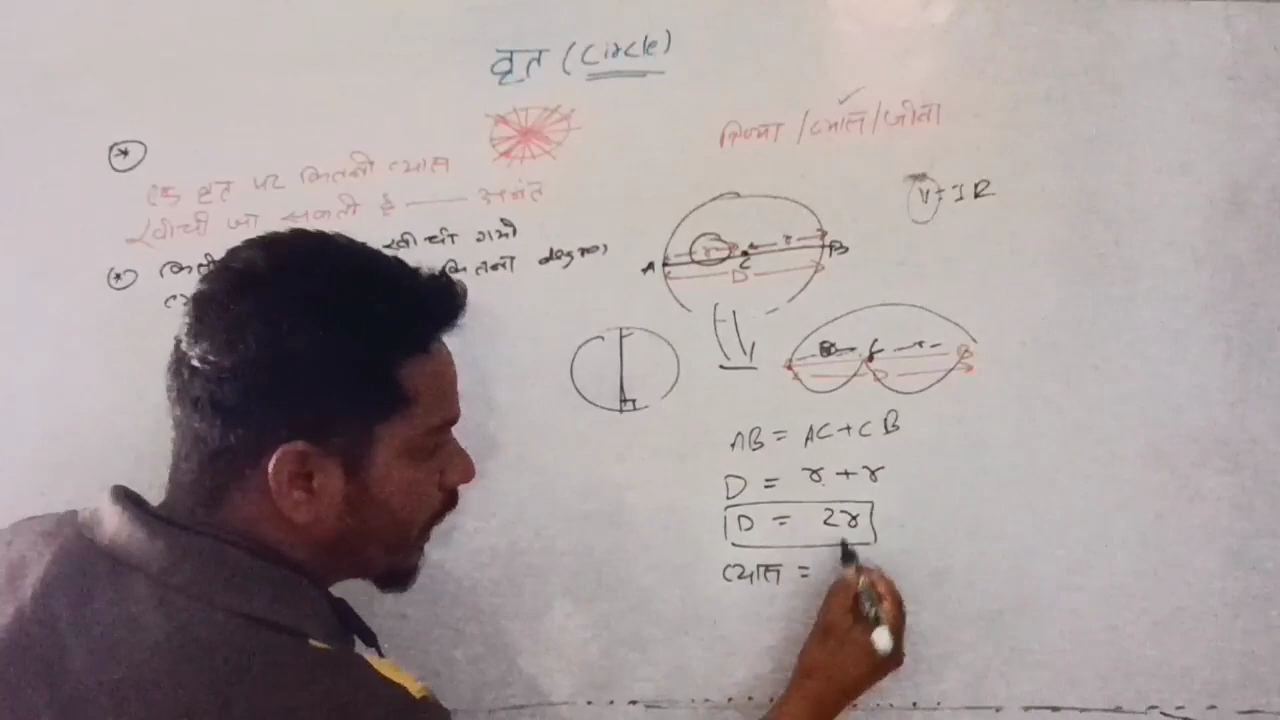 वृत (Circle)
त्रिज्या / व्यास / जीवा
*
एक वृत पर कितनी व्यास
खींची जा सकती है —— अनंत
V = IR
* खींची गयी
कितना degree
A r C r B
D
C r B
D
AB = AC + CB
D = r + r
D = 2r
व्यास =